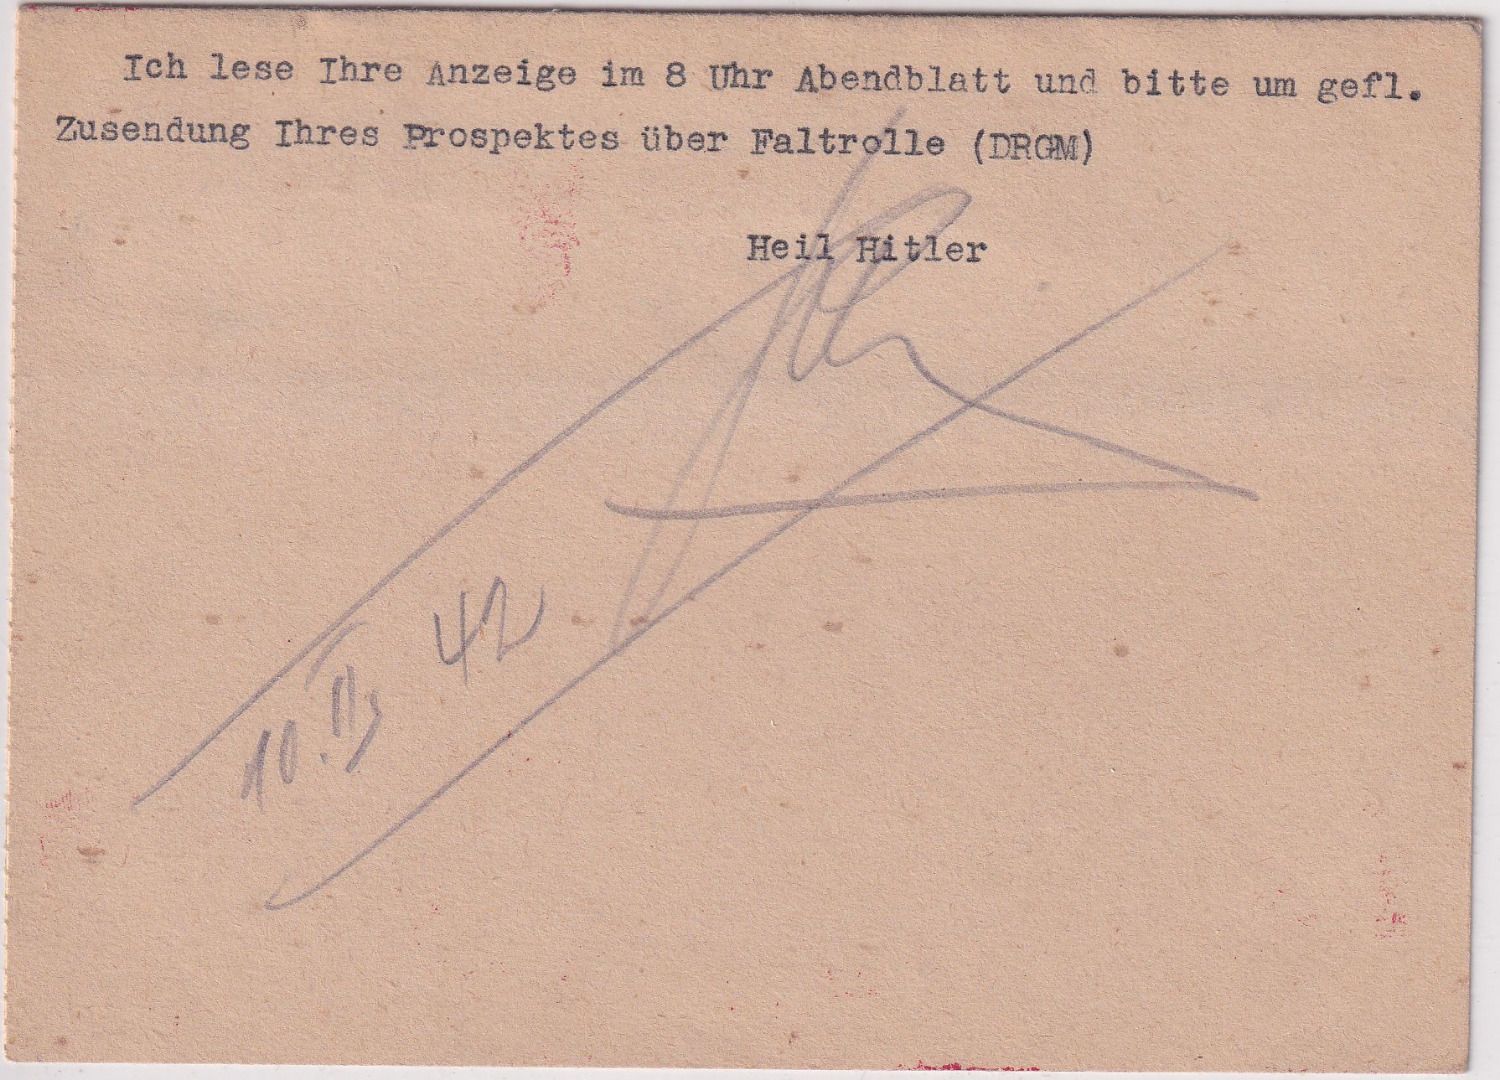 Ich lese Ihre Anzeige im 8 Uhr Abendblatt und bitte um gefl.
Zusendung Ihres Prospektes über Faltrolle (DRGM)
Heil Hitler
10. II 42